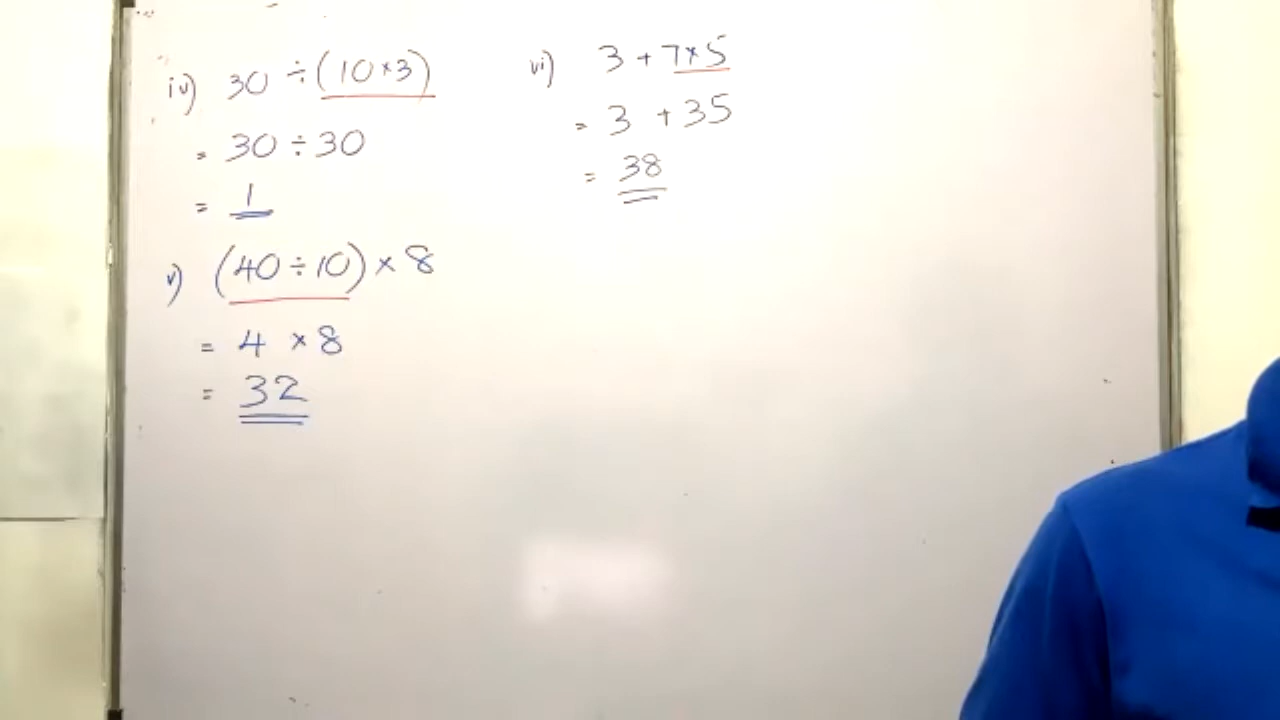 iv) 30 ÷ (10 × 3)
= 30 ÷ 30
= 1
v) (40 ÷ 10) × 8
= 4 × 8
= 32
vi) 3 + 7 × 5
= 3 + 35
= 38